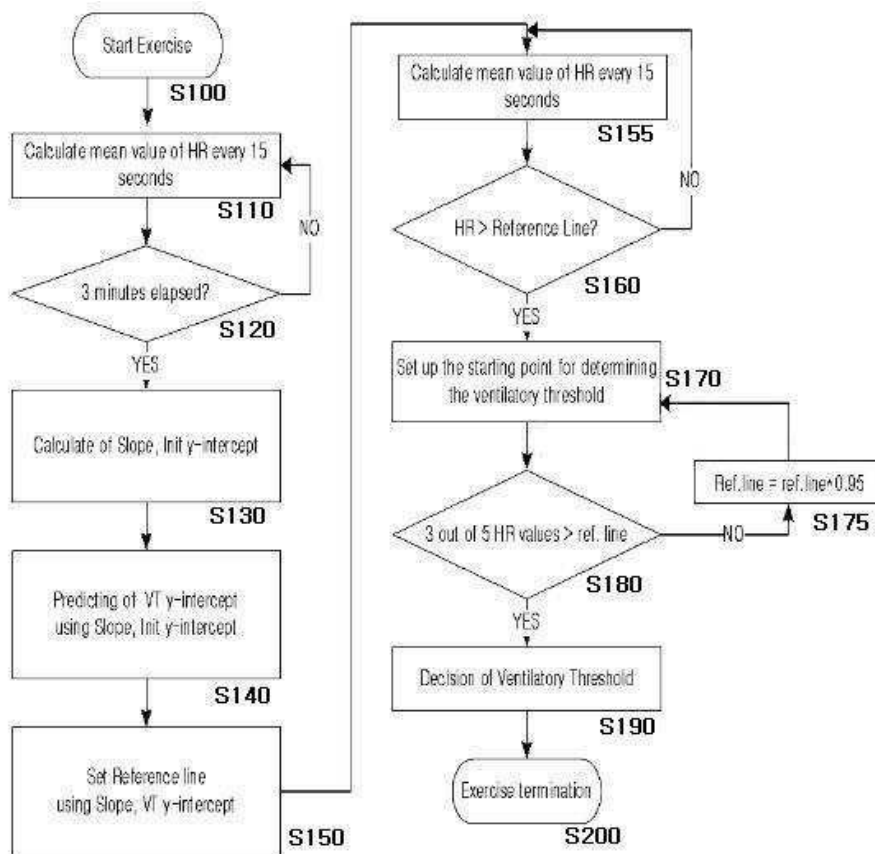 Start Exercise
S100
Calculate mean value of HR every 15
seconds
S110
NO
3 minutes elapsed?
S120
YES
Calculate of Slope, Init y-intercept
S130
Predicting of VT y-intercept
using Slope, Init y-intercept
S140
Set Reference line
using Slope, VT y-intercept
S150
Calculate mean value of HR every 15
seconds
S155
NO
HR > Reference Line?
S160
YES
Set up the starting point for determining
the ventilatory threshold
S170
Ref.line = ref.line*0.95
S175
3 out of 5 HR values > ref. line
NO
S180
YES
Decision of Ventilatory Threshold
S190
Exercise termination
S200